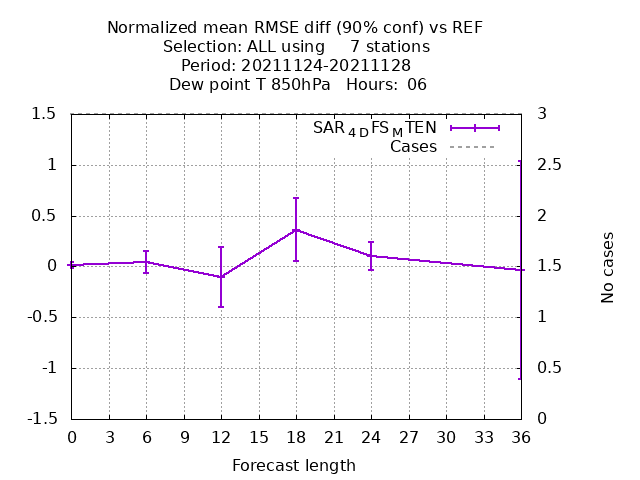 Normalized mean RMSE diff (90% conf) vs REF
Selection: ALL using     7 stations
Period: 20211124-20211128
Dew point T 850hPa   Hours:  06
1.5
1
0.5
0
-0.5
-1
-1.5
SAR4DFSMTEN
Cases
3
2.5
2
1.5
1
0.5
0
No cases
0 3 6 9 12 15 18 21 24 27 30 33 36
Forecast length